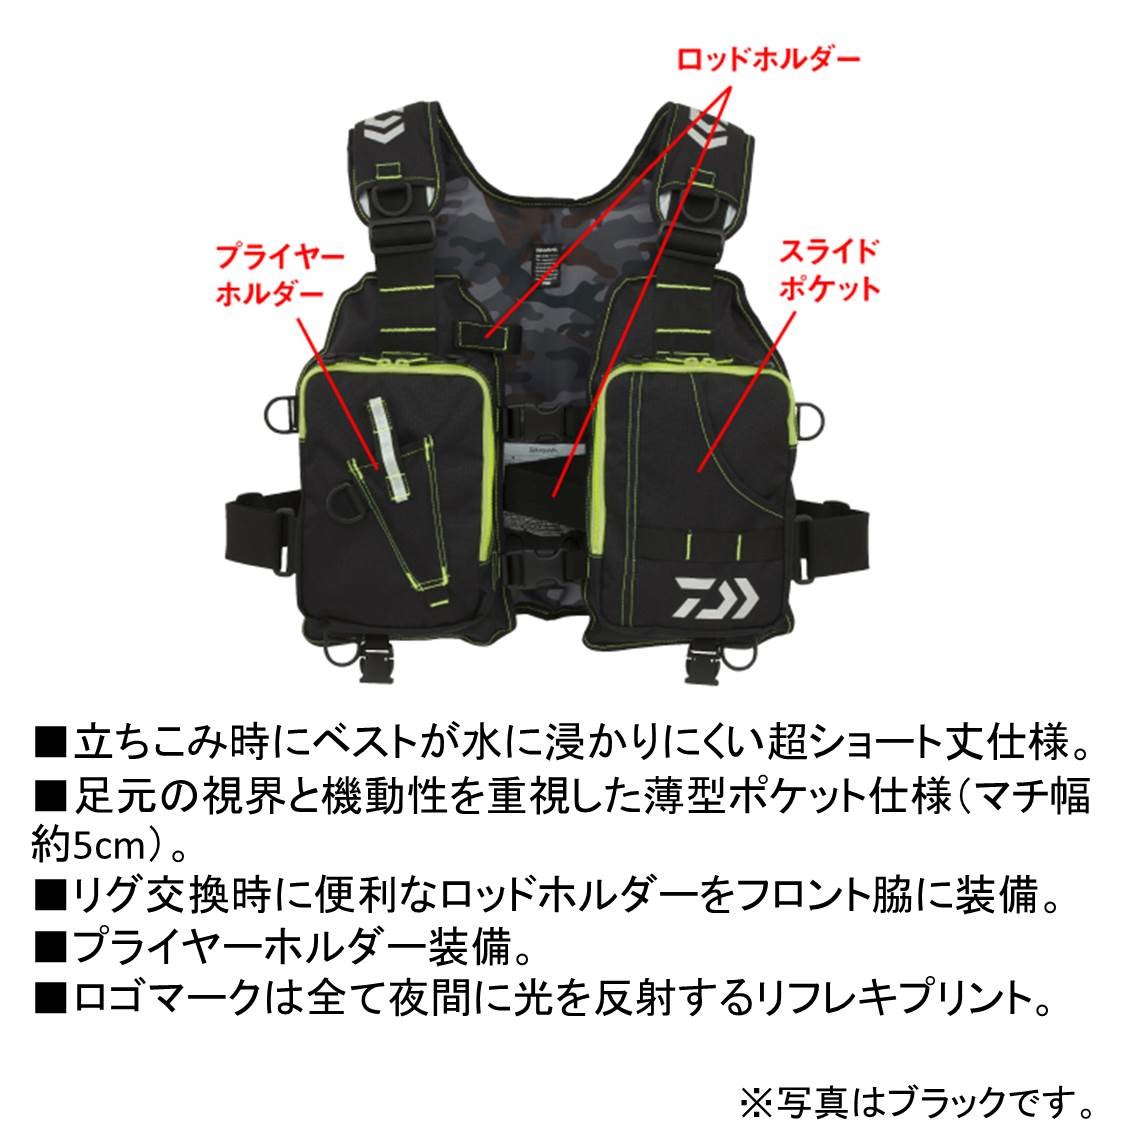 ロッドホルダー
プライヤー
ホルダー
スライド
ポケット
■立ちこみ時にベストが水に浸かりにくい超ショート丈仕様。
■足元の視界と機動性を重視した薄型ポケット仕様（マチ幅
約5cm）。
■リグ交換時に便利なロッドホルダーをフロント脇に装備。
■プライヤーホルダー装備。
■ロゴマークは全て夜間に光を反射するリフレキプリント。
※写真はブラックです。